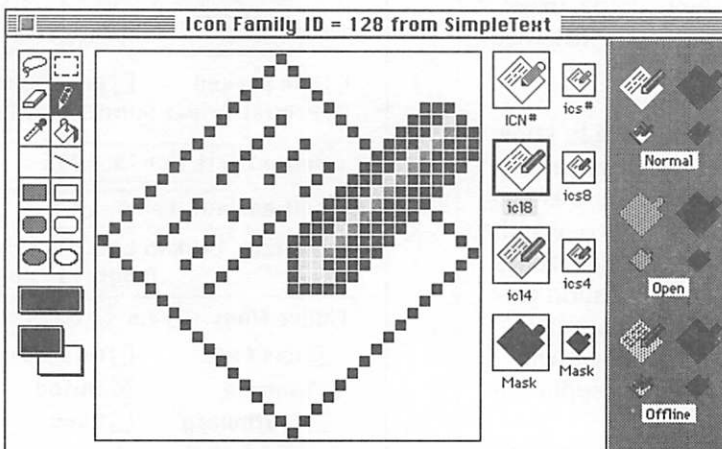 Icon Family ID = 128 from SimpleText
ICN#
ics#
icl8
ics8
icl4
ics4
Mask
Mask
Normal
Open
Offline